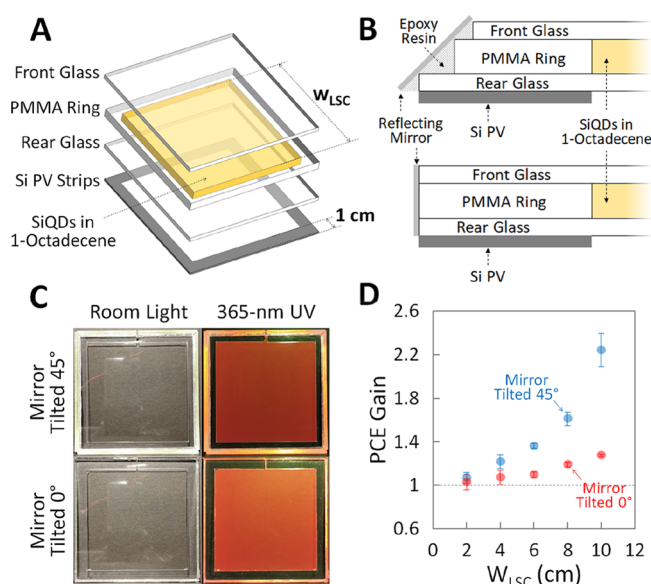 A
Front Glass
PMMA Ring
Rear Glass
Si PV Strips
SiQDs in
1-Octadecene
W_LSC
1 cm
B
Epoxy
Resin
Front Glass
PMMA Ring
Rear Glass
Reflecting
Mirror
Si PV
SiQDs in
1-Octadecene
Front Glass
PMMA Ring
Rear Glass
Si PV
C
Room Light
365-nm UV
Mirror
Tilted 45°
Mirror
Tilted 0°
D
PCE Gain
2.6
2.2
1.8
1.4
1
0.6
Mirror
Tilted 45°
Mirror
Tilted 0°
0 2 4 6 8 10 12
W_LSC (cm)